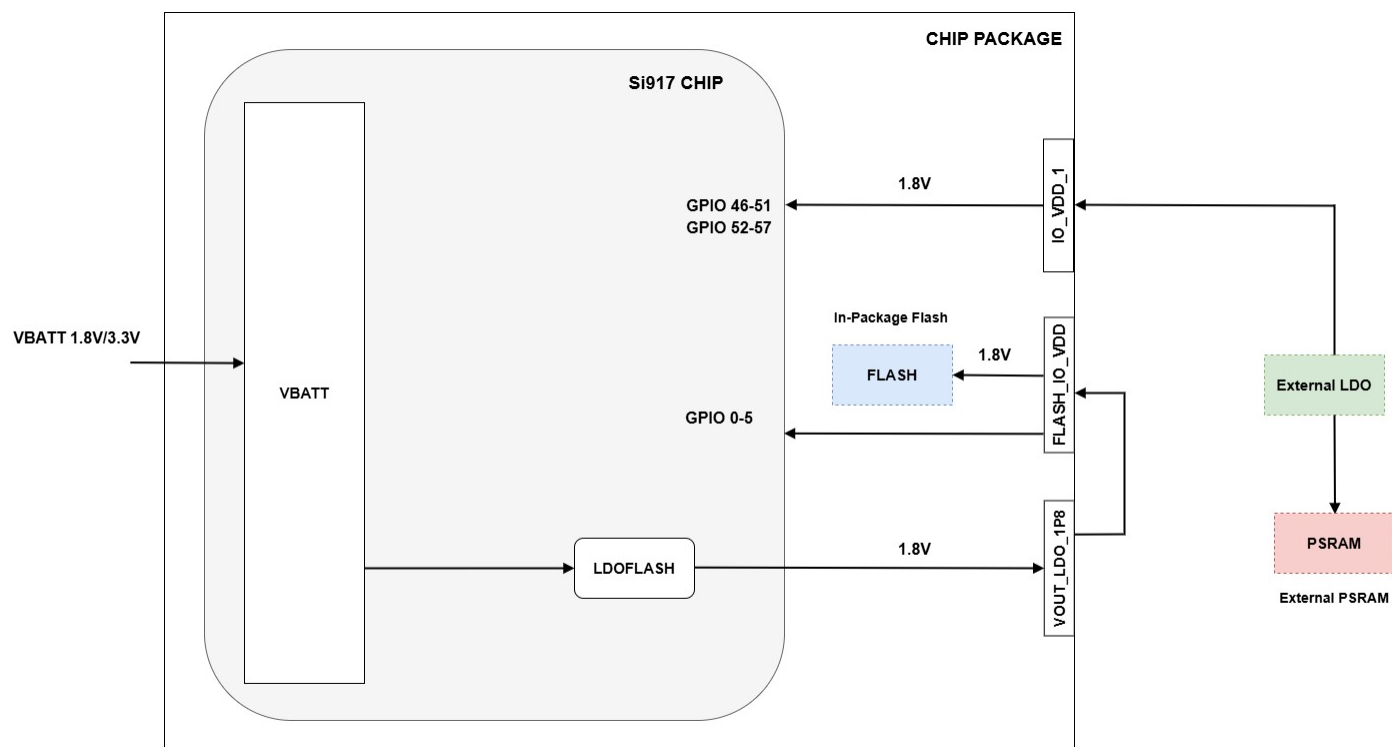 CHIP PACKAGE
Si917 CHIP
1.8V
IO_VDD_1
GPIO 46-51
GPIO 52-57
In-Package Flash
VBATT 1.8V/3.3V
1.8V
FLASH
FLASH_IO_VDD
External LDO
VBATT
GPIO 0-5
1.8V
VOUT_LDO_1P8
PSRAM
LDOFLASH
External PSRAM